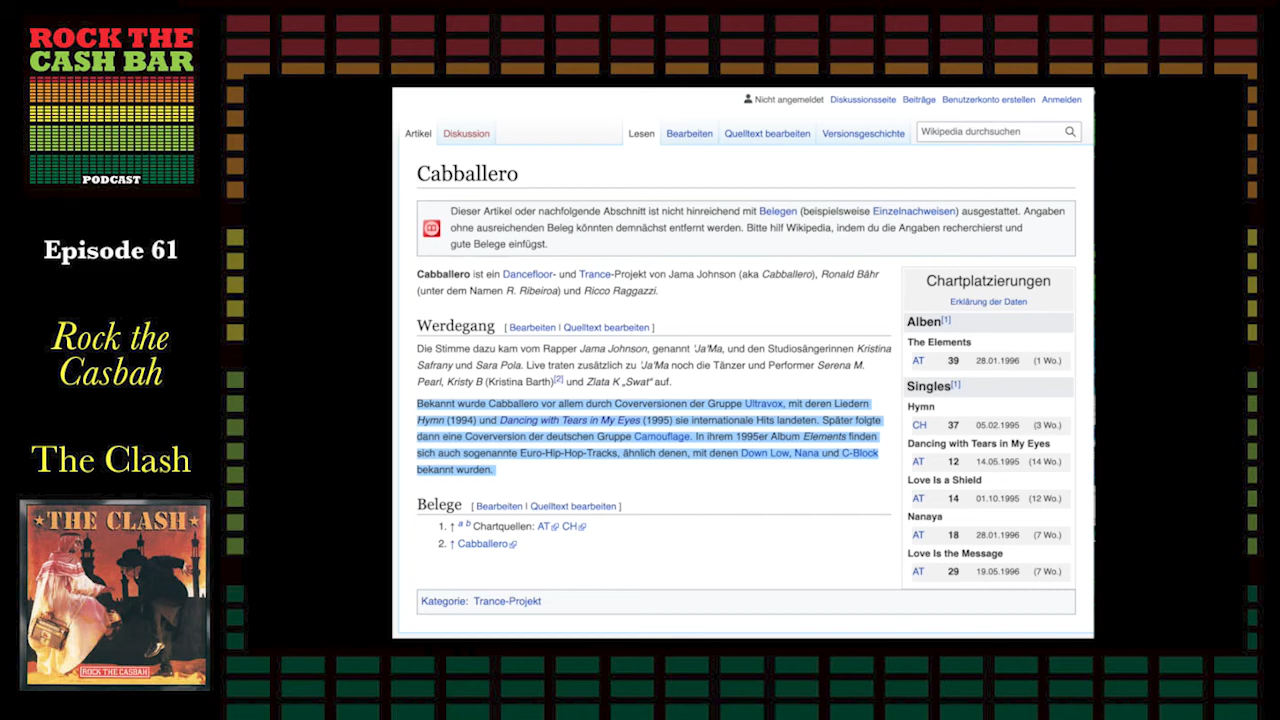 ROCK THE
CASH BAR
PODCAST
Episode 61
Rock the
Casbah
The Clash
THE CLASH
ROCK THE CASBAH
Nicht angemeldet Diskussionsseite Beiträge Benutzerkonto erstellen Anmelden
Artikel Diskussion Lesen Bearbeiten Quelltext bearbeiten Versionsgeschichte Wikipedia durchsuchen
Cabballero
Dieser Artikel oder nachfolgende Abschnitt ist nicht hinreichend mit Belegen (beispielsweise Einzelnachweisen) ausgestattet. Angaben
ohne ausreichenden Beleg könnten demnächst entfernt werden. Bitte hilf Wikipedia, indem du die Angaben recherchierst und
gute Belege einfügst.
Cabballero ist ein Dancefloor- und Trance-Projekt von Jama Johnson (aka Cabballero), Ronald Bähr
(unter dem Namen R. Ribeiroa) und Ricco Raggazzi.
Werdegang [ Bearbeiten | Quelltext bearbeiten ]
Die Stimme dazu kam vom Rapper Jama Johnson, genannt 'Ja'Ma, und den Studiosängerinnen Kristina
Safrany und Sara Pola. Live traten zusätzlich zu 'Ja'Ma noch die Tänzer und Performer Serena M.
Pearl, Kristy B (Kristina Barth)[2] und Zlata K „Swat“ auf.
Bekannt wurde Cabballero vor allem durch Coverversionen der Gruppe Ultravox, mit deren Liedern
Hymn (1994) und Dancing with Tears in My Eyes (1995) sie internationale Hits landeten. Später folgte
dann eine Coverversion der deutschen Gruppe Camouflage. In ihrem 1995er Album Elements finden
sich auch sogenannte Euro-Hip-Hop-Tracks, ähnlich denen, mit denen Down Low, Nana und C-Block
bekannt wurden.
Belege [ Bearbeiten | Quelltext bearbeiten ]
1. ↑ a b Chartquellen: AT CH
2. ↑ Cabballero
Chartplatzierungen
Erklärung der Daten
Alben[1]
The Elements
AT 39 28.01.1996 (1 Wo.)
Singles[1]
Hymn
CH 37 05.02.1995 (3 Wo.)
Dancing with Tears in My Eyes
AT 12 14.05.1995 (14 Wo.)
Love Is a Shield
AT 14 01.10.1995 (12 Wo.)
Nanaya
AT 18 28.01.1996 (7 Wo.)
Love Is the Message
AT 29 19.05.1996 (7 Wo.)
Kategorie: Trance-Projekt